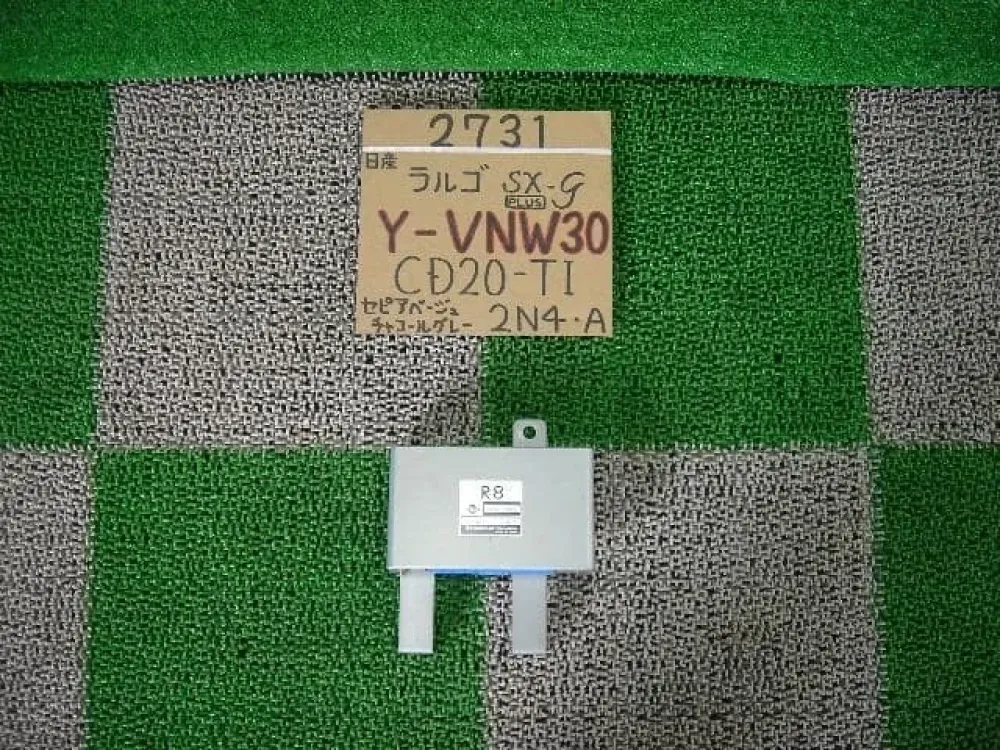 2731
日産
ラルゴ SX-G
PLUS
Y-VNW30
CD20-TI
セピアベージュ
チャコールグレー 2N4・A
R8